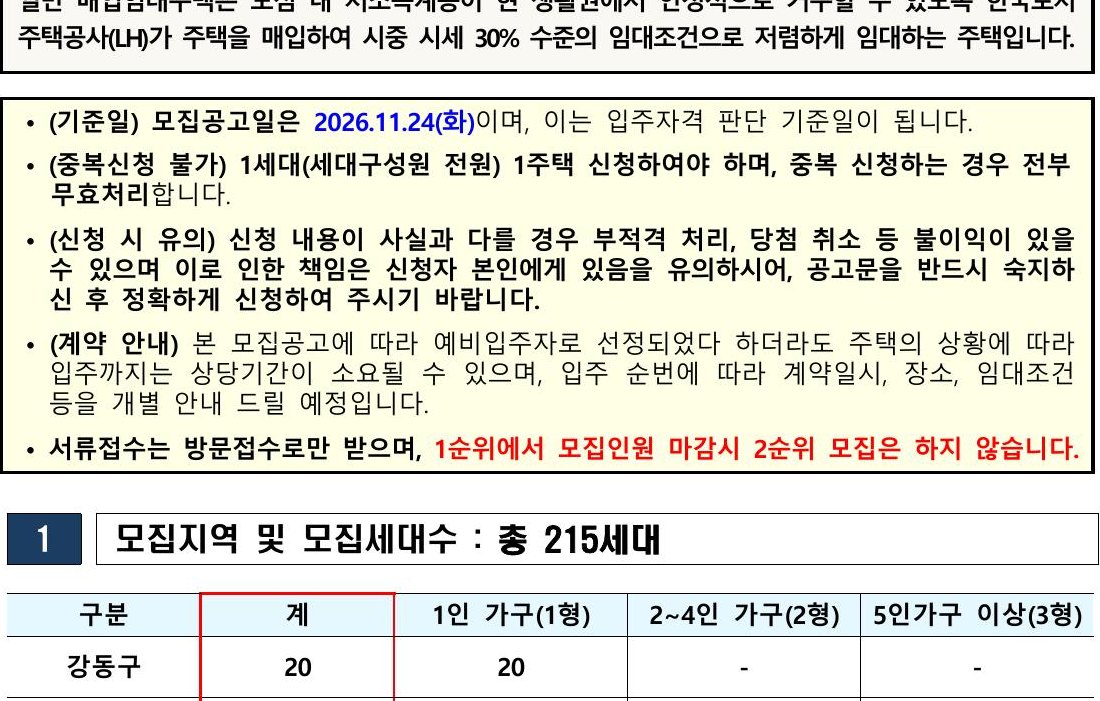 주택공사(LH)가 주택을 매입하여 시중 시세 30% 수준의 임대조건으로 저렴하게 임대하는 주택입니다.
• (기준일) 모집공고일은 2026.11.24(화)이며, 이는 입주자격 판단 기준일이 됩니다.
• (중복신청 불가) 1세대(세대구성원 전원) 1주택 신청하여야 하며, 중복 신청하는 경우 전부
무효처리합니다.
• (신청 시 유의) 신청 내용이 사실과 다를 경우 부적격 처리, 당첨 취소 등 불이익이 있을
수 있으며 이로 인한 책임은 신청자 본인에게 있음을 유의하시어, 공고문을 반드시 숙지하
신 후 정확하게 신청하여 주시기 바랍니다.
• (계약 안내) 본 모집공고에 따라 예비입주자로 선정되었다 하더라도 주택의 상황에 따라
입주까지는 상당기간이 소요될 수 있으며, 입주 순번에 따라 계약일시, 장소, 임대조건
등을 개별 안내 드릴 예정입니다.
• 서류접수는 방문접수로만 받으며, 1순위에서 모집인원 마감시 2순위 모집은 하지 않습니다.
1 모집지역 및 모집세대수 : 총 215세대
구분 계 1인 가구(1형) 2~4인 가구(2형) 5인가구 이상(3형)
강동구 20 20 - -